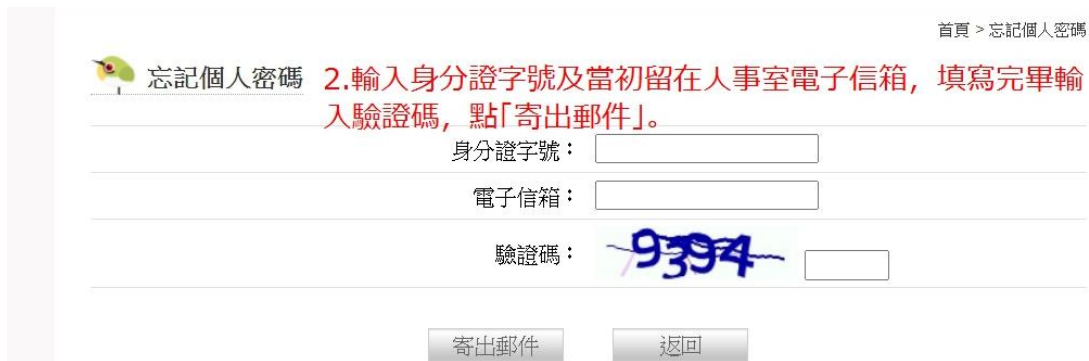 首頁 > 忘記個人密碼
忘記個人密碼
2.輸入身分證字號及當初留在人事室電子信箱，填寫完畢輸
入驗證碼，點「寄出郵件」。
身分證字號：
電子信箱：
驗證碼：
9394
寄出郵件
返回